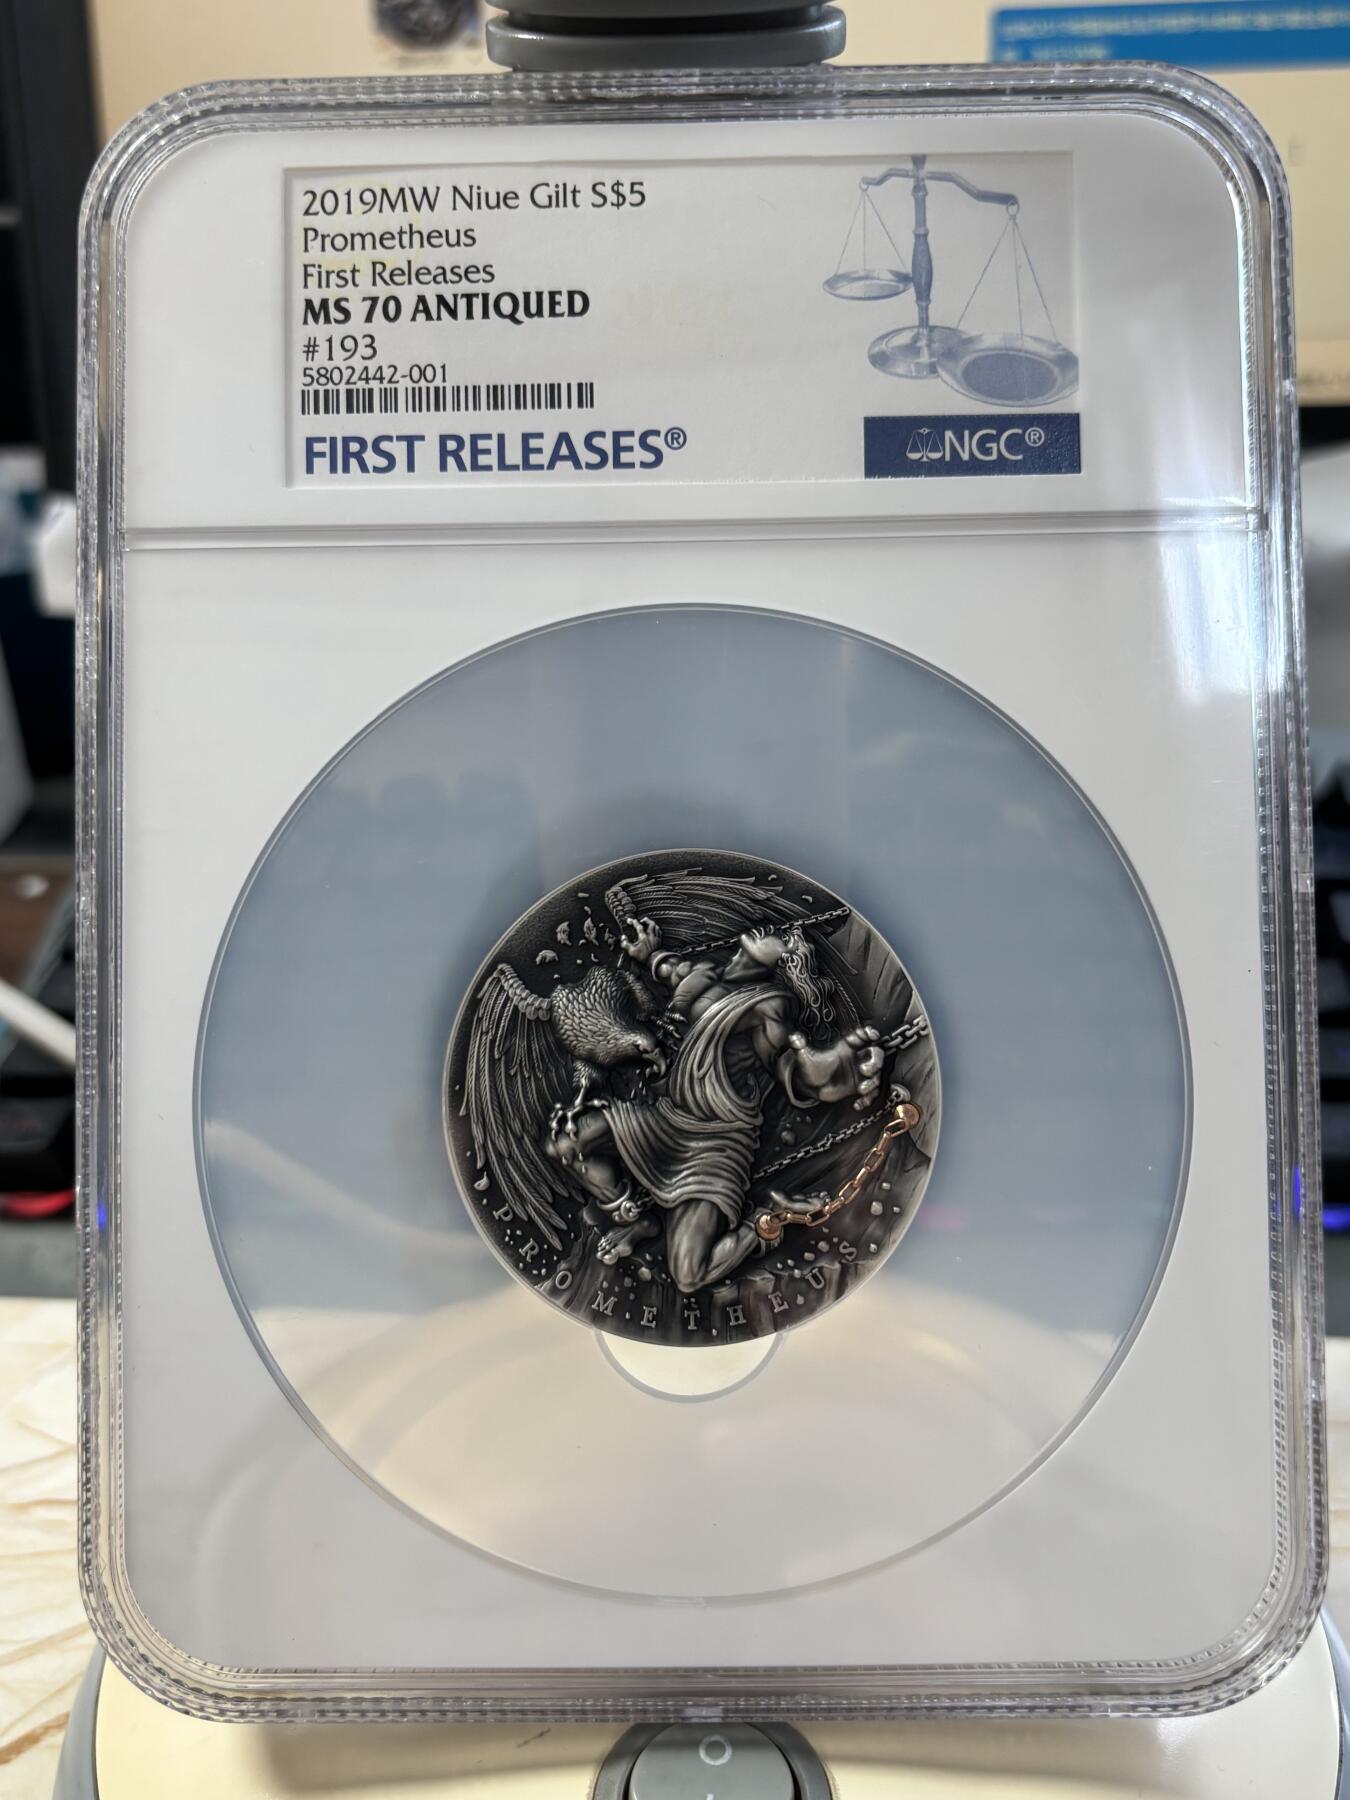 2019MW Niue Gilt S$5
Prometheus
First Releases
MS 70 ANTIQUED
#193
5802442-001
FIRST RELEASES®
NGC®
PROMETHEUS